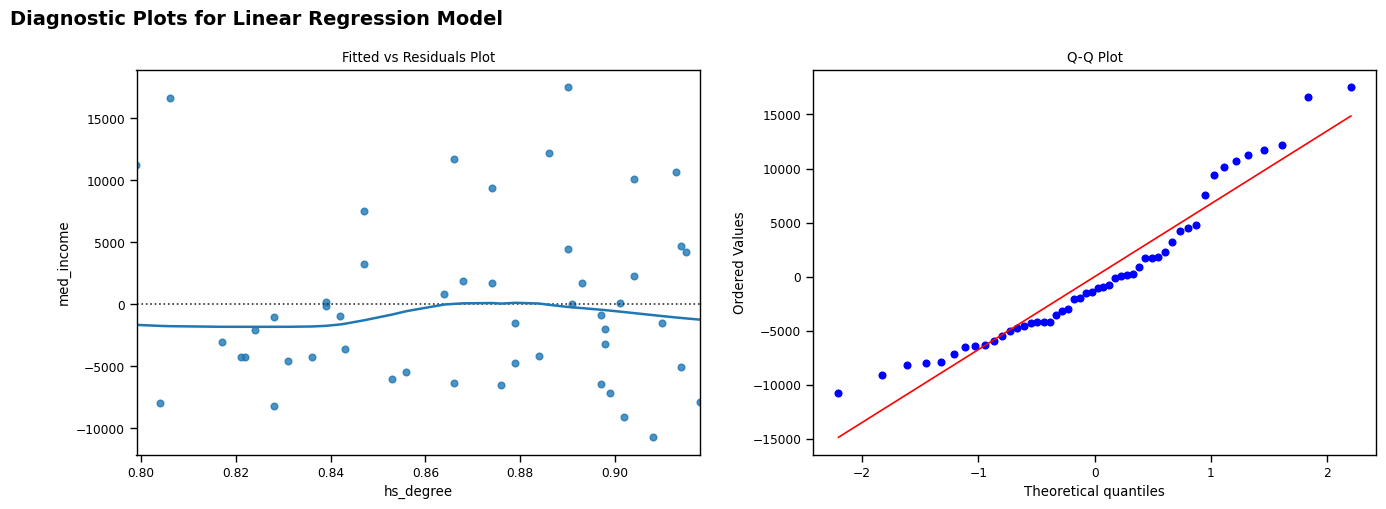 Diagnostic Plots for Linear Regression Model
Fitted vs Residuals Plot
med_income
15000
10000
5000
0
−5000
−10000
0.80 0.82 0.84 0.86 0.88 0.90
hs_degree
Q-Q Plot
Ordered Values
15000
10000
5000
0
−5000
−10000
−15000
−2 −1 0 1 2
Theoretical quantiles